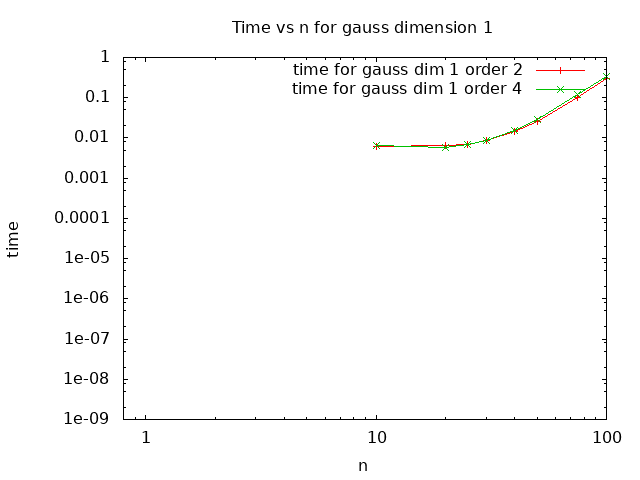 Time vs n for gauss dimension 1
time for gauss dim 1 order 2
time for gauss dim 1 order 4
1
0.1
0.01
0.001
0.0001
1e-05
1e-06
1e-07
1e-08
1e-09
time
1
10
100
n